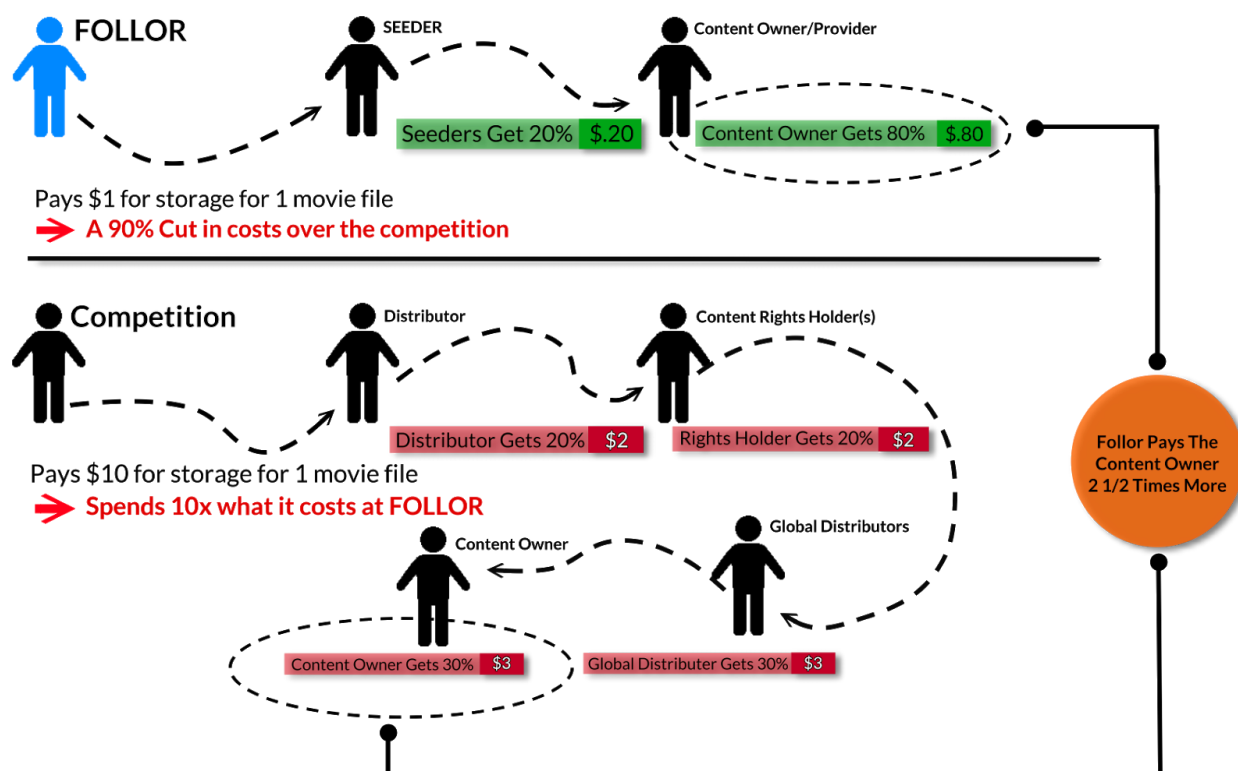 FOLLOR
SEEDER
Content Owner/Provider
Seeders Get 20% $.20
Content Owner Gets 80% $.80
Pays $1 for storage for 1 movie file
A 90% Cut in costs over the competition
Competition
Distributor
Content Rights Holder(s)
Distributor Gets 20% $2
Rights Holder Gets 20% $2
Pays $10 for storage for 1 movie file
Spends 10x what it costs at FOLLOR
Follor Pays The
Content Owner
2 1/2 Times More
Content Owner
Global Distributors
Content Owner Gets 30% $3
Global Distributer Gets 30% $3